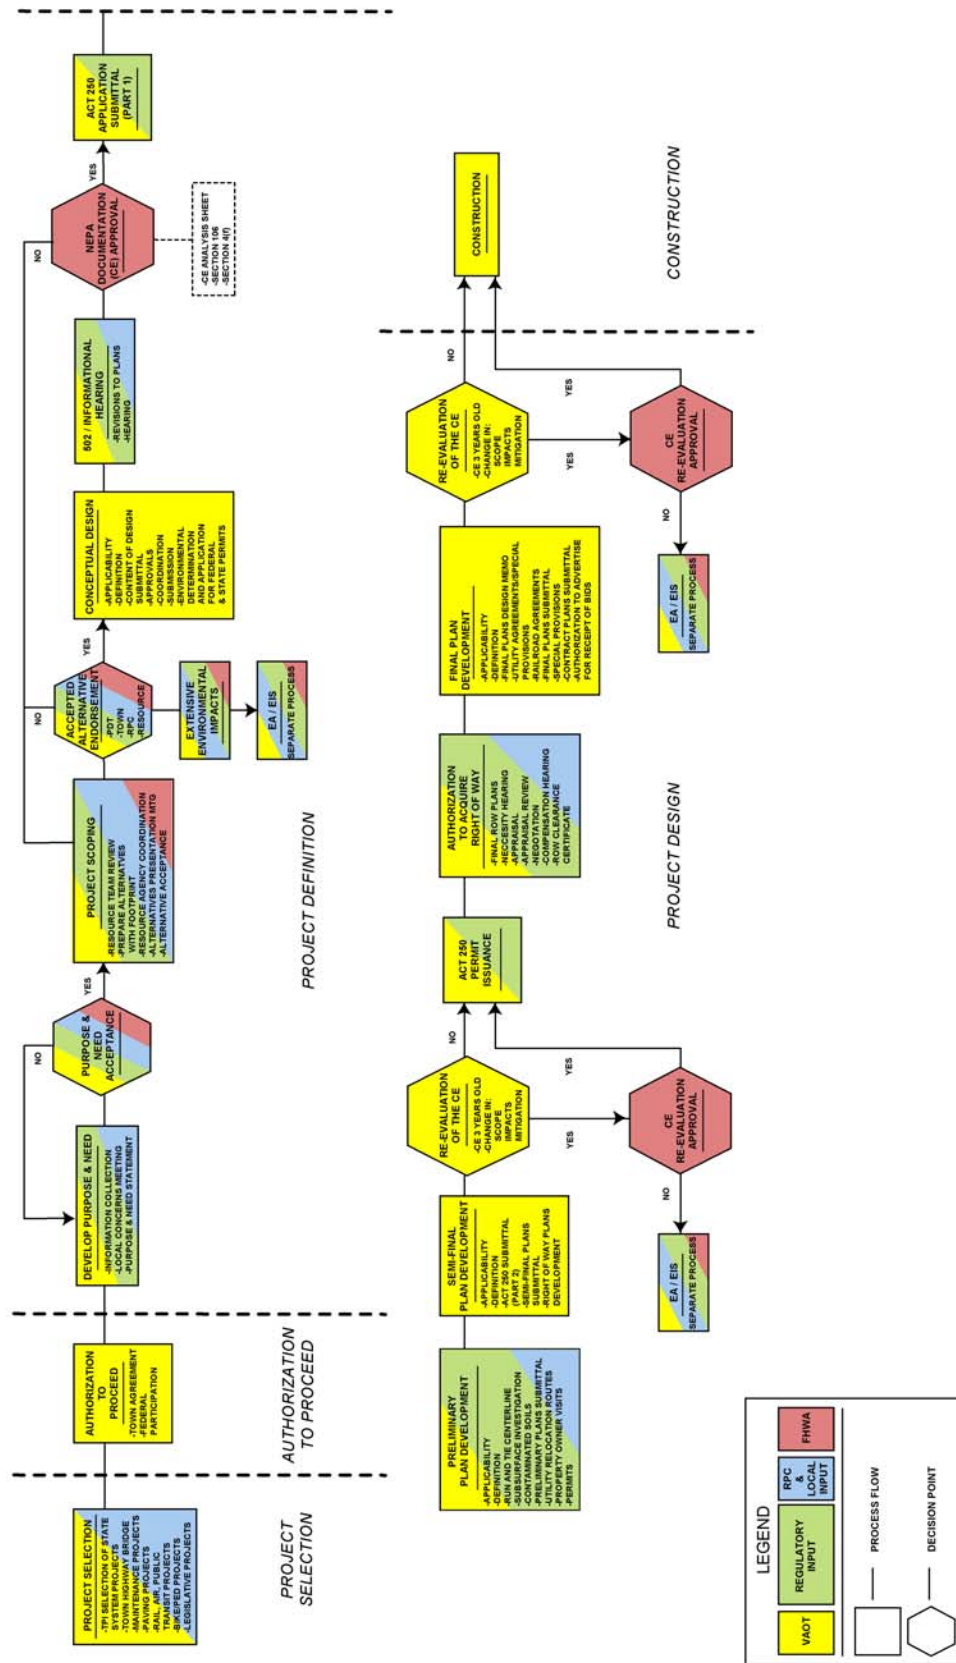 PROJECT SELECTION
-TPI SELECTION OF STATE
SYSTEM PROJECTS
-TOWN HIGHWAY BRIDGE
-MAINTENANCE PROJECTS
-PAVING PROJECTS
-RAIL, AIR, PUBLIC
TRANSIT PROJECTS
-BIKE/PED PROJECTS
-LEGISLATIVE PROJECTS
PROJECT
SELECTION
AUTHORIZATION
TO
PROCEED
-TOWN AGREEMENT
-FEDERAL
PARTICIPATION
AUTHORIZATION
TO PROCEED
DEVELOP PURPOSE & NEED
-INFORMATION COLLECTION
-LOCAL CONCERNS MEETING
-PURPOSE & NEED STATEMENT
NO
PURPOSE &
NEED
ACCEPTANCE
YES
PROJECT SCOPING
-RESOURCE TEAM REVIEW
-PREPARE ALTERNATVES
WITH FOOTPRINT
-RESOURCE AGENCY COORDINATION
-ALTERNATIVES PRESENTATION MTG
-ALTERNATIVE ACCEPTANCE
NO
ACCEPTED
ALTERNATIVE
ENDORSEMENT
-PDT
-TOWN
-RPC
-RESOURCE
YES
EXTENSIVE
ENVIRONMENTAL
IMPACTS
EA / EIS
SEPARATE PROCESS
CONCEPTUAL DESIGN
-APPLICABILITY
-DEFINITION
-CONTENT OF DESIGN
SUBMITTAL
-APPROVALS
-COORDINATION
-SUBMISSION
-ENVIRONMENTAL
DETERMINATION
AND APPLICATION
FOR FEDERAL
& STATE PERMITS
502 / INFORMATIONAL
HEARING
-REVISIONS TO PLANS
-HEARING
NO
NEPA
DOCUMENTATION
(CE) APPROVAL
YES
-CE ANALYSIS SHEET
-SECTION 106
-SECTION 4(f)
ACT 250
APPLICATION
SUBMITTAL
(PART 1)
PROJECT DEFINITION
PRELIMINARY
PLAN DEVELOPMENT
-APPLICABILITY
-DEFINITION
-RUN AND TIE CENTERLINE
-SUBSURFACE INVESTIGATION
-CONTAMINATED SOILS
-PRELIMINARY PLANS SUBMITTAL
-UTILITY RELOCATION ROUTES
-PROPERTY OWNER VISITS
-PERMITS
SEMI-FINAL
PLAN DEVELOPMENT
-APPLICABILITY
-DEFINITION
-ACT 250 SUBMITTAL
(PART 2)
-SEMI-FINAL PLANS
SUBMITTAL
-RIGHT OF WAY PLANS
DEVELOPMENT
RE-EVALUATION
OF THE CE
-CE 3 YEARS OLD
-CHANGE IN:
SCOPE
IMPACTS
MITIGATION
NO
YES
YES
CE
RE-EVALUATION
APPROVAL
NO
EA / EIS
SEPARATE PROCESS
ACT 250
PERMIT
ISSUANCE
AUTHORIZATION
TO ACQUIRE
RIGHT OF WAY
-FINAL ROW PLANS
-NECCESITY HEARING
-APPRAISAL
-APPRAISAL REVIEW
-NEGOTATION
-COMPENSATION HEARING
-ROW CLEARANCE
CERTIFICATE
FINAL PLAN
DEVELOPMENT
-APPLICABILITY
-DEFINITION
-FINAL PLANS DESIGN MEMO
-UTILITY AGREEMENTS/SPECIAL
PROVISIONS
-RAILROAD AGREEMENTS
-FINAL PLANS SUBMITTAL
-SPECIAL PROVISIONS
-CONTRACT PLANS SUBMITTAL
-AUTHORIZATION TO ADVERTISE
FOR RECEIPT OF BIDS
RE-EVALUATION
OF THE CE
-CE 3 YEARS OLD
-CHANGE IN:
SCOPE
IMPACTS
MITIGATION
NO
YES
YES
CE
RE-EVALUATION
APPROVAL
NO
EA / EIS
SEPARATE PROCESS
PROJECT DESIGN
CONSTRUCTION
CONSTRUCTION
LEGEND
VAOT
REGULATORY
INPUT
RPC
&
LOCAL
INPUT
FHWA
PROCESS FLOW
DECISION POINT